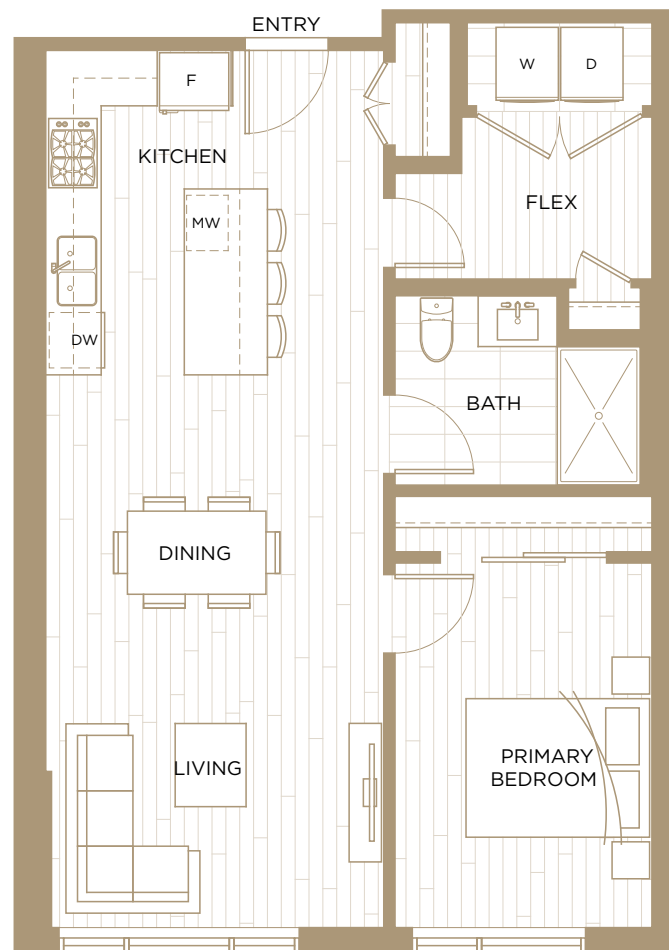 ENTRY
F
W
D
KITCHEN
FLEX
MW
DW
BATH
DINING
LIVING
PRIMARY
BEDROOM